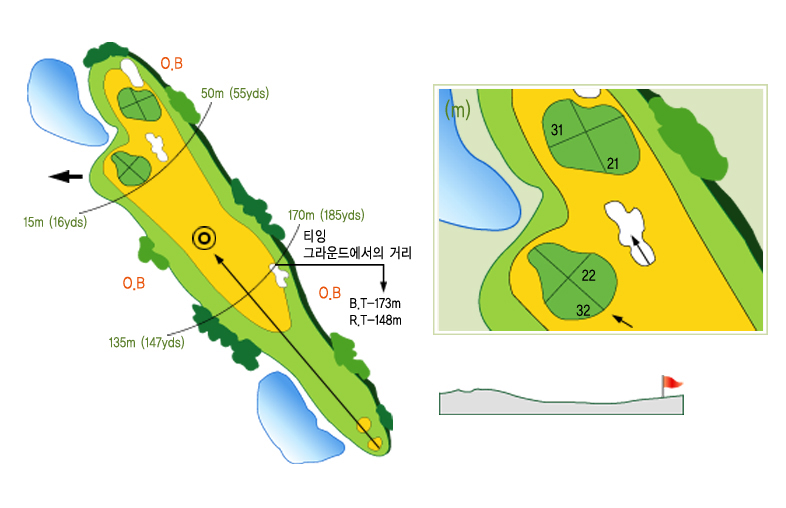 O.B
50m (55yds)
15m (16yds)
170m (185yds)
티잉
그라운드에서의 거리
O.B
O.B
B.T-173m
R.T-148m
135m (147yds)
(m)
31
21
22
32